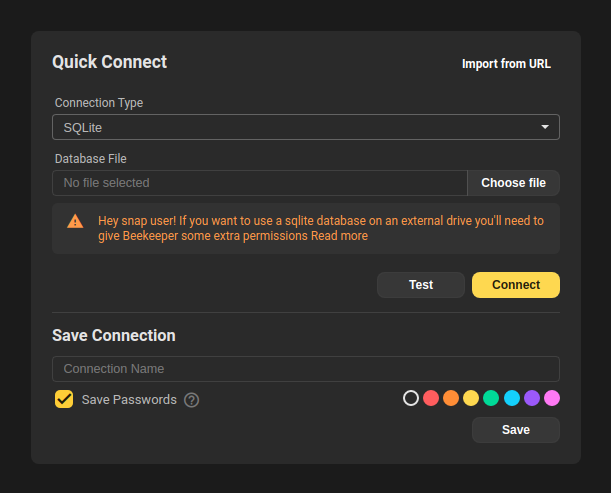 Quick Connect
Import from URL
Connection Type
SQLite
Database File
No file selected
Choose file
Hey snap user! If you want to use a sqlite database on an external drive you'll need to
give Beekeeper some extra permissions Read more
Test
Connect
Save Connection
Connection Name
Save Passwords ?
Save